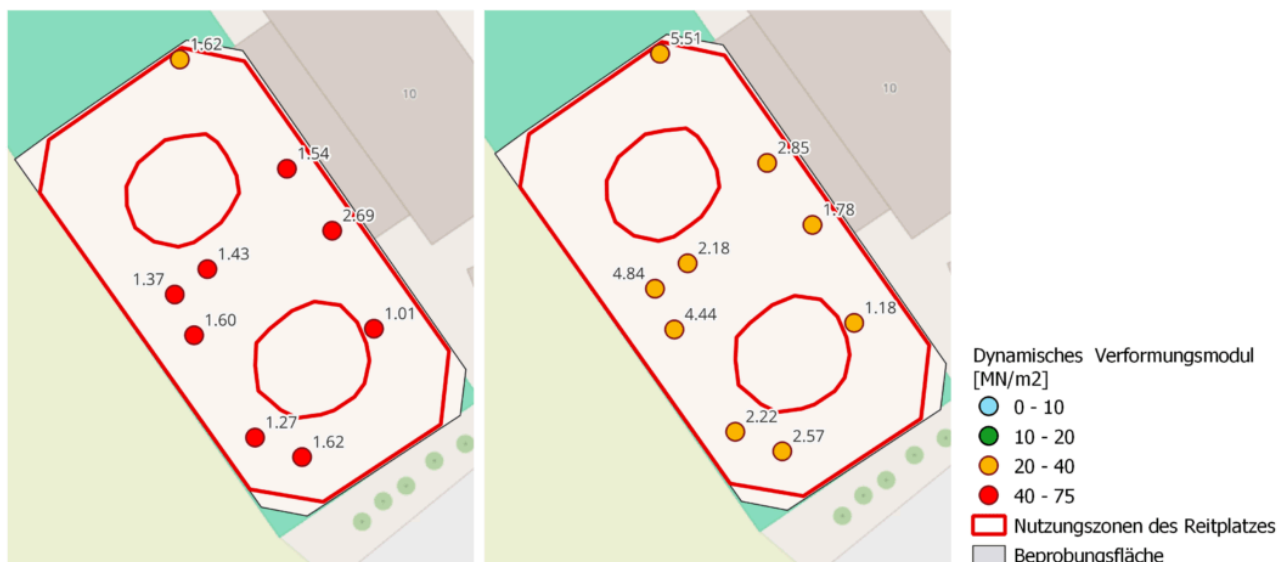 1.62
10
1.54
2.69
1.43
1.37
1.60
1.01
1.27
1.62
5.51
10
2.85
1.78
2.18
4.84
4.44
1.18
2.22
2.57
Dynamisches Verformungsmodul
[MN/m2]
0 - 10
10 - 20
20 - 40
40 - 75
Nutzungszonen des Reitplatzes
Beprobungsfläche